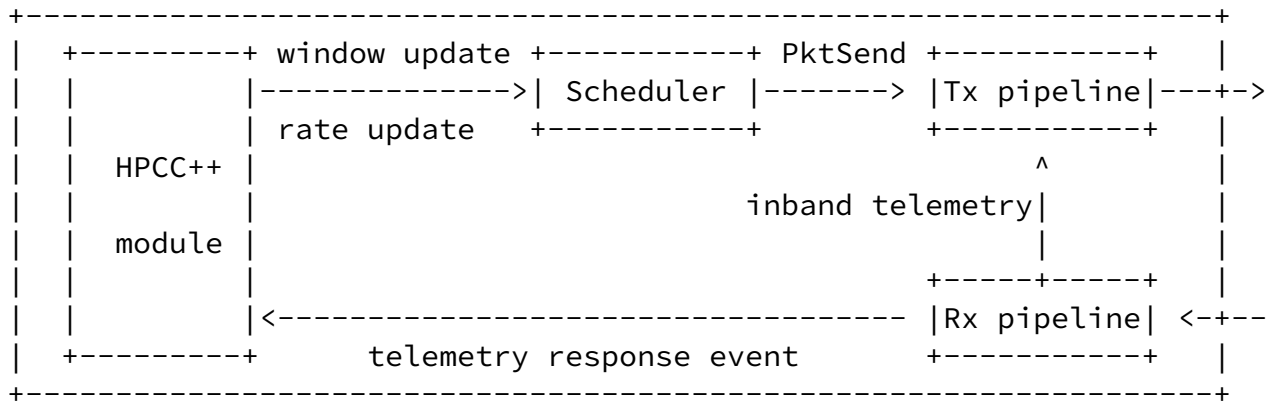 window update PktSend
Scheduler Tx pipeline
rate update
HPCC++
inband telemetry
module
Rx pipeline
telemetry response event